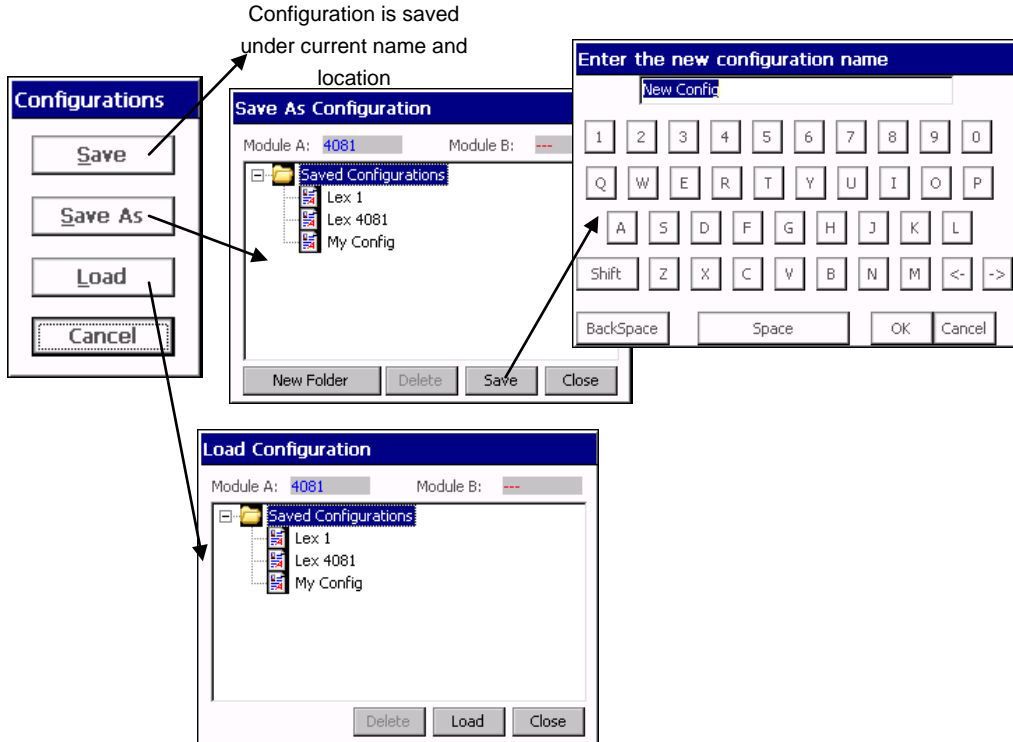 Configuration is saved
under current name and
location
Configurations
Save
Save As
Load
Cancel
Save As Configuration
Module A: 4081 Module B: ---
Saved Configurations
Lex 1
Lex 4081
My Config
New Folder Delete Save Close
Enter the new configuration name
New Config
1 2 3 4 5 6 7 8 9 0
Q W E R T Y U I O P
A S D F G H J K L
Shift Z X C V B N M <- ->
BackSpace Space OK Cancel
Load Configuration
Module A: 4081 Module B: ---
Saved Configurations
Lex 1
Lex 4081
My Config
Delete Load Close